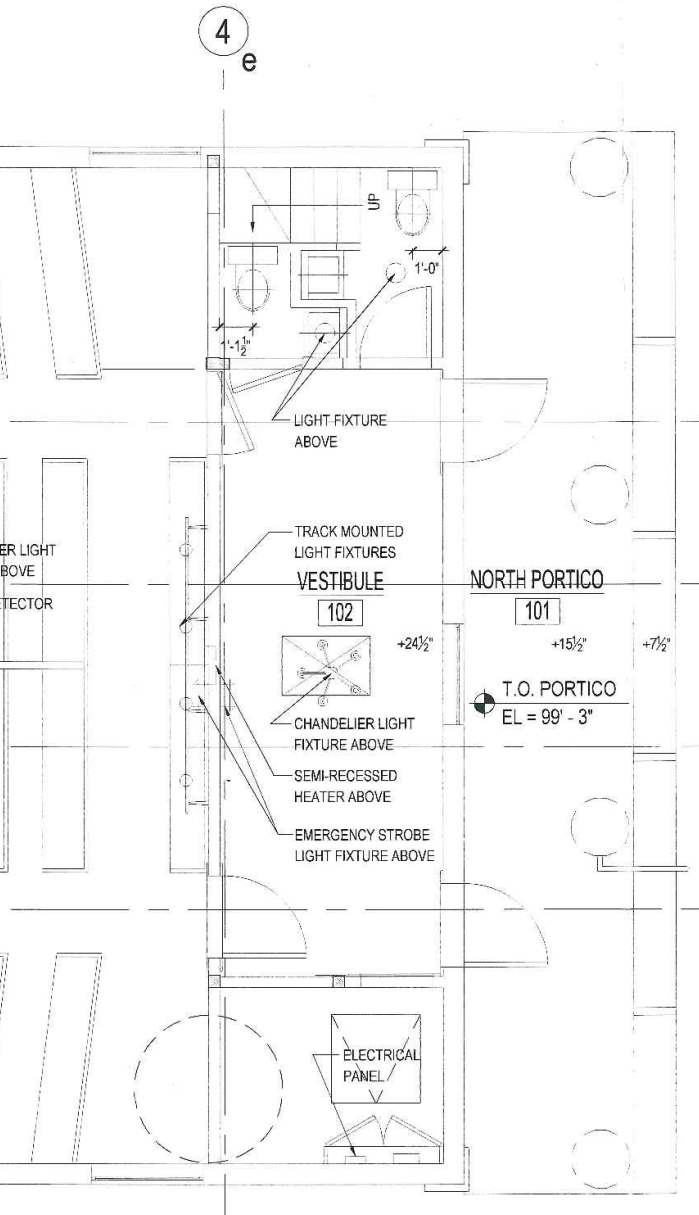 4
e
UP
1'-0"
1'-1½"
LIGHT FIXTURE
ABOVE
TRACK MOUNTED
LIGHT FIXTURES
ER LIGHT
BOVE
ETECTOR
VESTIBULE
102
NORTH PORTICO
101
+24½"
+15½"
+7½"
T.O. PORTICO
EL = 99' - 3"
CHANDELIER LIGHT
FIXTURE ABOVE
SEMI-RECESSED
HEATER ABOVE
EMERGENCY STROBE
LIGHT FIXTURE ABOVE
ELECTRICAL
PANEL